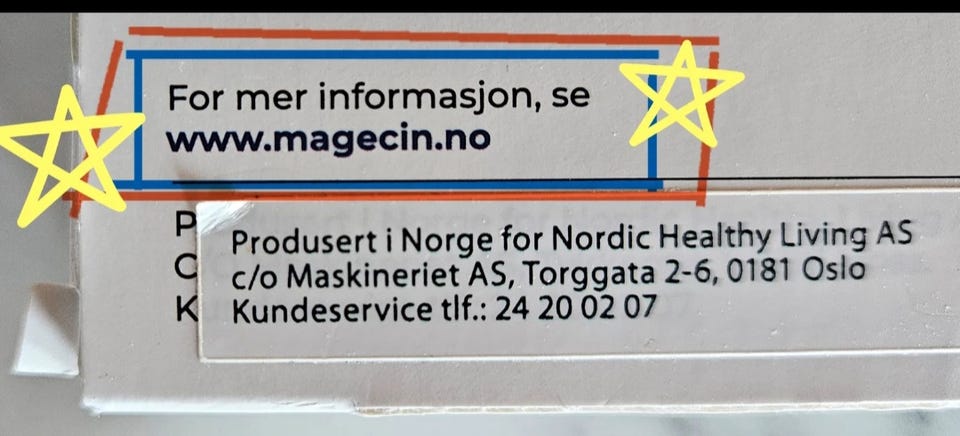 For mer informasjon, se
www.magecin.no
P
Produsert i Norge for Nordic Healthy Living AS
C
c/o Maskineriet AS, Torggata 2-6, 0181 Oslo
K
Kundeservice tlf.: 24 20 02 07